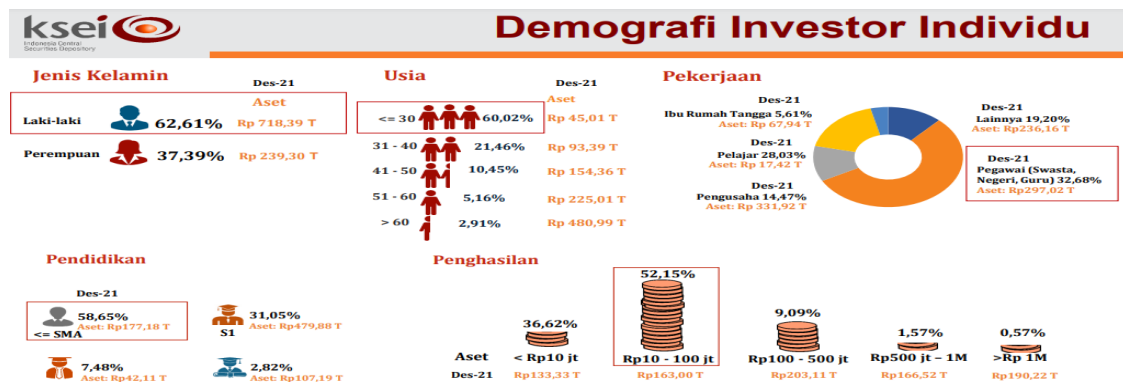 ksei
Indonesia Central
Securities Depository
Demografi Investor Individu
Jenis Kelamin
Des-21
Aset
Laki-laki 62,61% Rp 718,39 T
Perempuan 37,39% Rp 239,30 T
Usia
Des-21
Aset
<= 30 60,02% Rp 45,01 T
31 - 40 21,46% Rp 93,39 T
41 - 50 10,45% Rp 154,36 T
51 - 60 5,16% Rp 225,01 T
> 60 2,91% Rp 480,99 T
Pekerjaan
Des-21
Ibu Rumah Tangga 5,61%
Aset: Rp 67,94 T
Des-21
Pelajar 28,03%
Aset: Rp 17,42 T
Des-21
Pengusaha 14,47%
Aset: Rp 331,92 T
Des-21
Lainnya 19,20%
Aset: Rp236,16 T
Des-21
Pegawai (Swasta,
Negeri, Guru) 32,68%
Aset: Rp297,02 T
Pendidikan
Des-21
58,65%
Aset: Rp177,18 T
<= SMA
31,05%
Aset: Rp479,88 T
S1
7,48%
Aset: Rp42,11 T
2,82%
Aset: Rp107,19 T
Penghasilan
36,62% 52,15% 9,09% 1,57% 0,57%
Aset < Rp10 jt Rp10 - 100 jt Rp100 - 500 jt Rp500 jt – 1M >Rp 1M
Des-21 Rp133,33 T Rp163,00 T Rp203,11 T Rp166,52 T Rp190,22 T